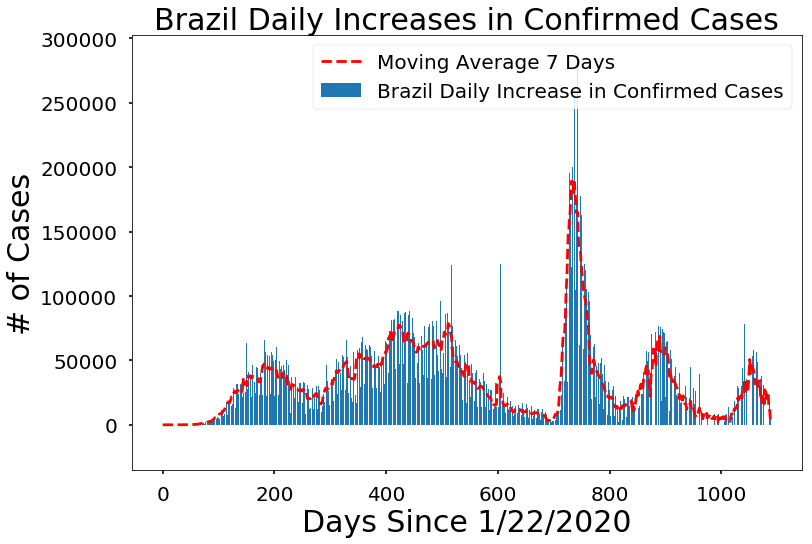 Brazil Daily Increases in Confirmed Cases
300000
250000
200000
150000
100000
50000
0
# of Cases
Moving Average 7 Days
Brazil Daily Increase in Confirmed Cases
0 200 400 600 800 1000
Days Since 1/22/2020